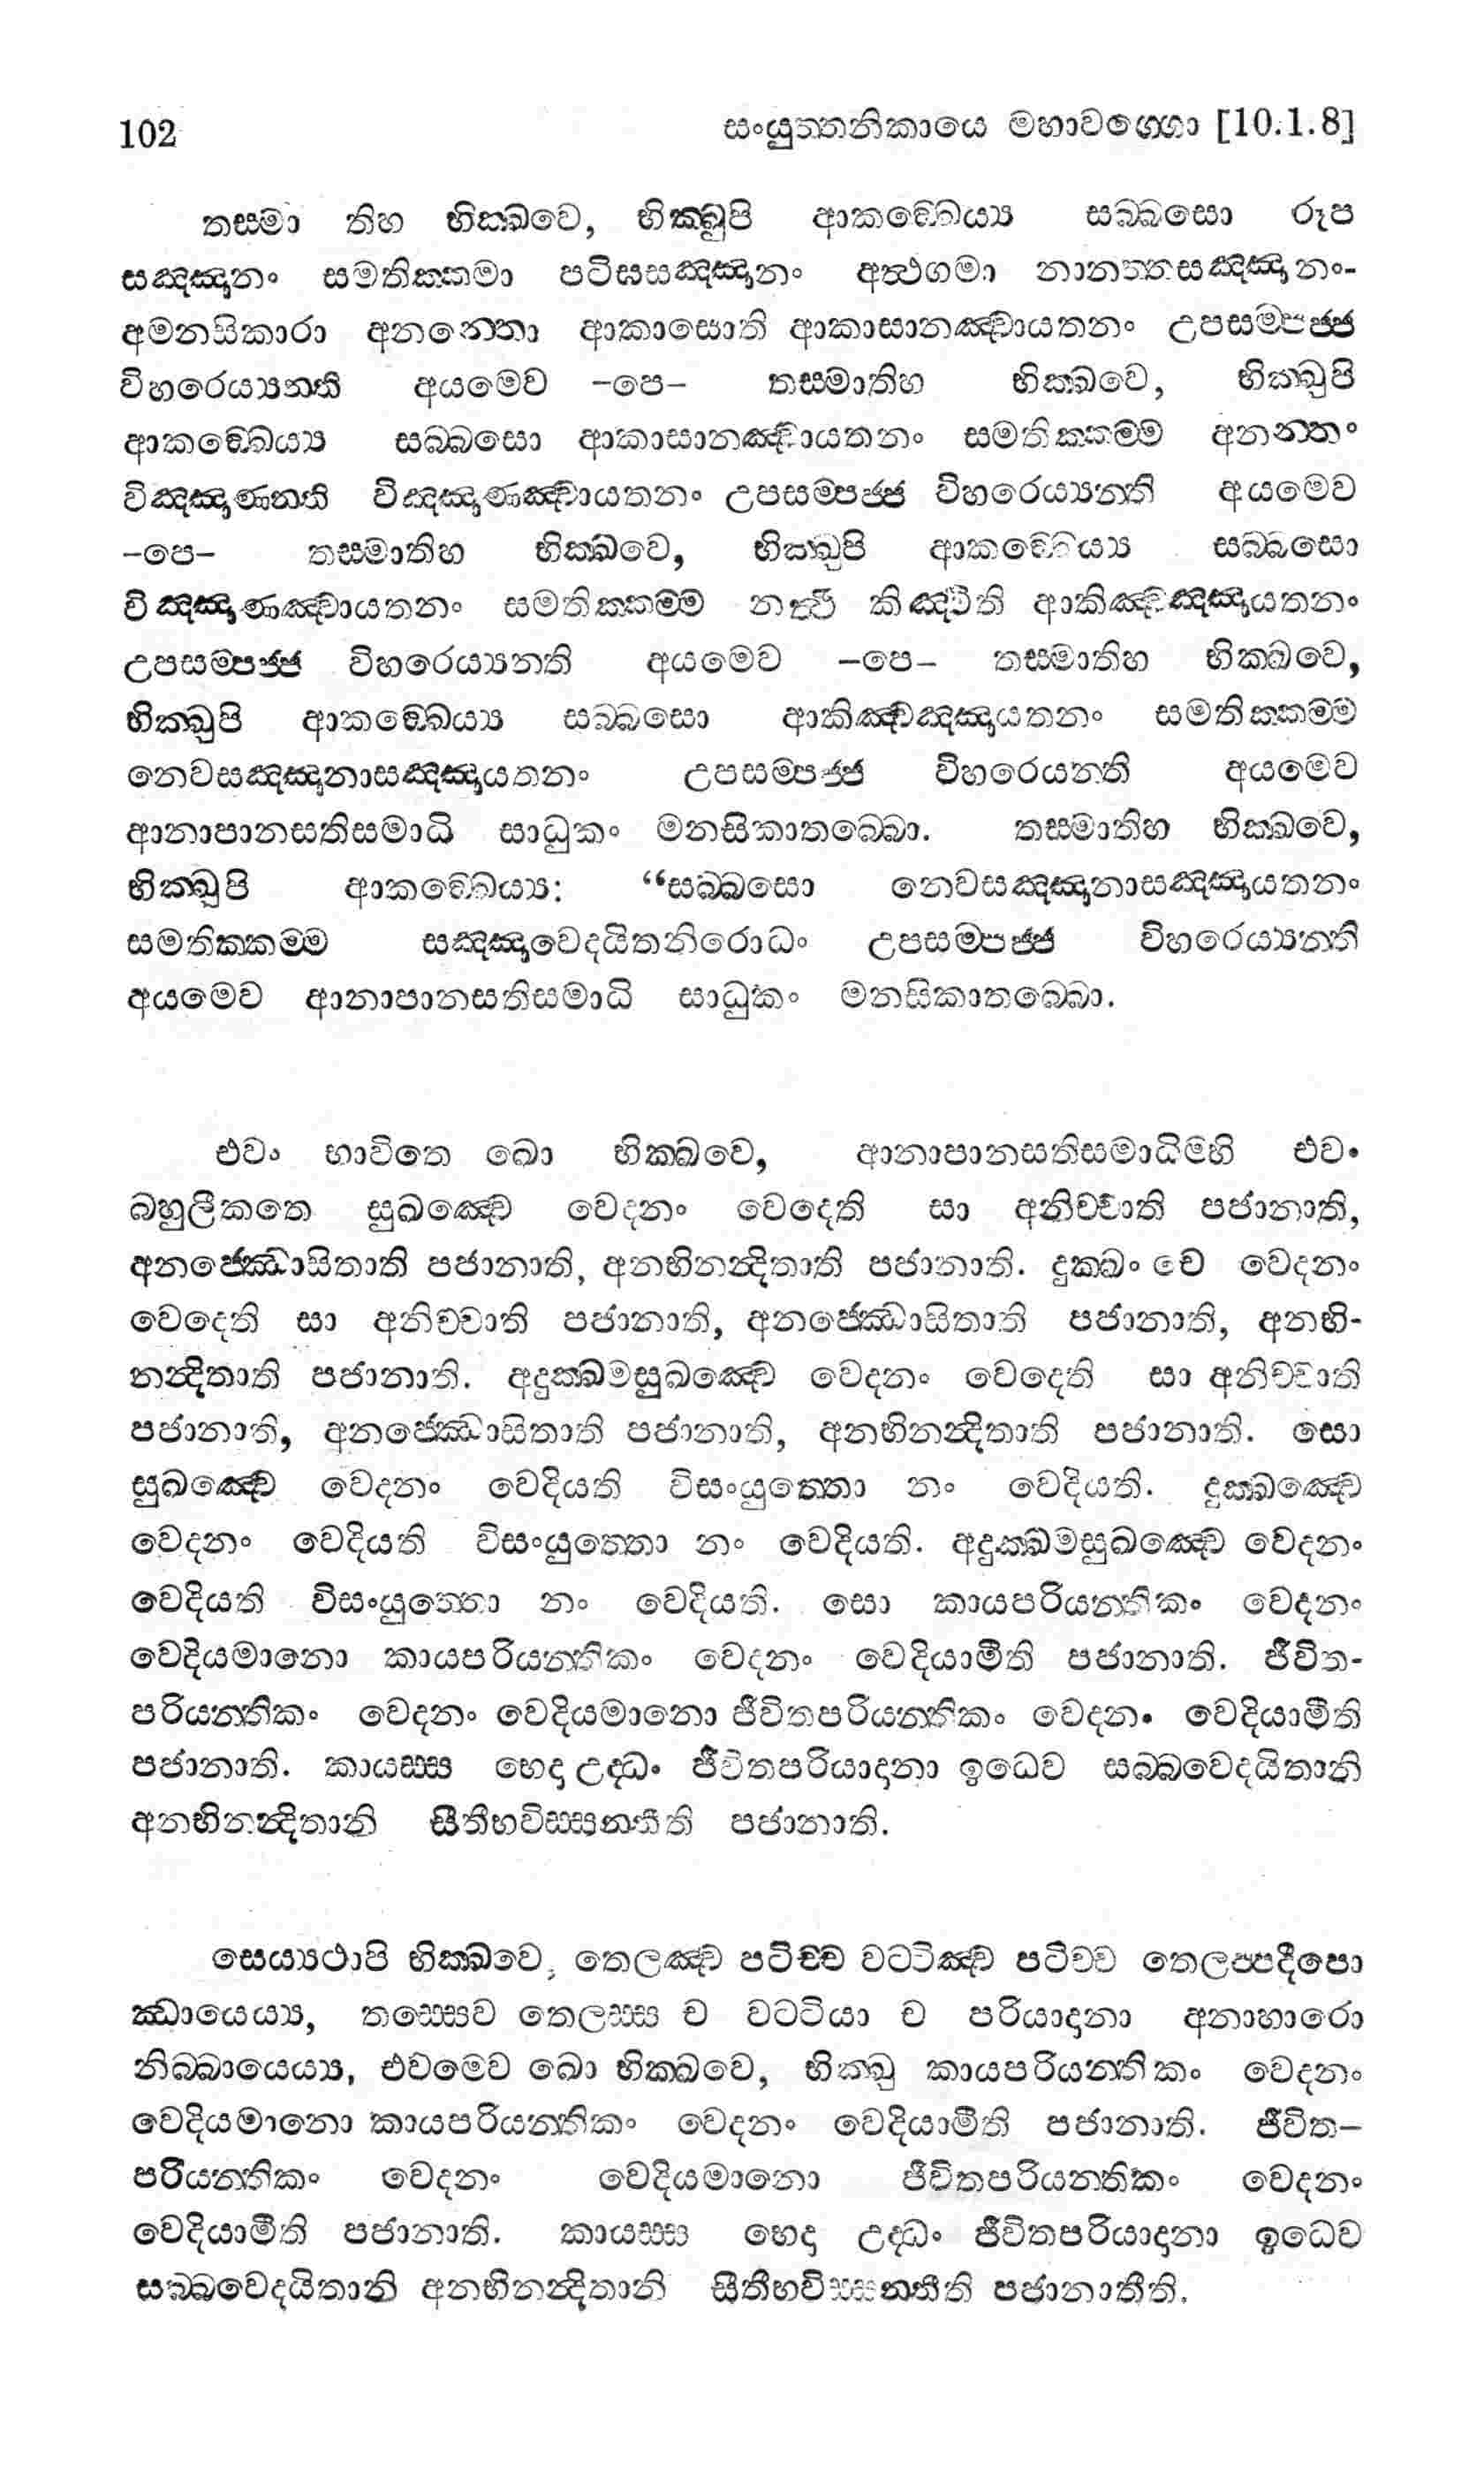 102 සංයුත්තනිකායෙ මහාවග්ගො [10.1.8]
තස්මා තිහ භික්ඛවෙ, භික්ඛුපි ආකඞ්ඛෙය්‍ය සබ්බසො රූප
සඤ්ඤානං සමතික්කමා පටිඝසඤ්ඤානං අත්ථගමා නානත්තසඤ්ඤානං-
අමනසිකාරා අනන්තො ආකාසොති ආකාසානඤ්චායතනං උපසම්පජ්ජ
විහරෙය්‍යන්ති අයමෙව –පෙ– තස්මාතිහ භික්ඛවෙ, භික්ඛුපි
ආකඞ්ඛෙය්‍ය සබ්බසො ආකාසානඤ්චායතනං සමතික්කම්ම අනන්තං
විඤ්ඤාණන්ති විඤ්ඤාණඤ්චායතනං උපසම්පජ්ජ විහරෙය්‍යන්ති අයමෙව
–පෙ– තස්මාතිහ භික්ඛවෙ, භික්ඛුපි ආකඞ්ඛෙය්‍ය සබ්බසො
විඤ්ඤාණඤ්චායතනං සමතික්කම්ම නත්ථි කිඤ්චීති ආකිඤ්චඤ්ඤායතනං
උපසම්පජ්ජ විහරෙය්‍යන්ති අයමෙව –පෙ– තස්මාතිහ භික්ඛවෙ,
භික්ඛුපි ආකඞ්ඛෙය්‍ය සබ්බසො ආකිඤ්චඤ්ඤායතනං සමතික්කම්ම
නෙවසඤ්ඤානාසඤ්ඤායතනං උපසම්පජ්ජ විහරෙයන්ති අයමෙව
ආනාපානසතිසමාධි සාධුකං මනසිකාතබ්බො. තස්මාතිහ භික්ඛවෙ,
භික්ඛුපි ආකඞ්ඛෙය්‍ය: “සබ්බසො නෙවසඤ්ඤානාසඤ්ඤායතනං
සමතික්කම්ම සඤ්ඤාවෙදයිතනිරොධං උපසම්පජ්ජ විහරෙය්‍යන්ති
අයමෙව ආනාපානසතිසමාධි සාධුකං මනසිකාතබ්බො.
එවං භාවිතෙ ඛො භික්ඛවෙ, ආනාපානසතිසමාධිම්හි එවං
බහුලීකතෙ සුඛඤ්චෙ වෙදනං වෙදෙති සා අනිච්චාති පජානාති,
අනජ්ඣොසිතාති පජානාති, අනභිනන්දිතාති පජානාති. දුක්ඛං චෙ වෙදනං
වෙදෙති සා අනිච්චාති පජානාති, අනජ්ඣොසිතාති පජානාති, අනභි-
නන්දිතාති පජානාති. අදුක්ඛමසුඛඤ්චෙ වෙදනං වෙදෙති සා අනිච්චාති
පජානාති, අනජ්ඣොසිතාති පජානාති, අනභිනන්දිතාති පජානාති. සො
සුඛඤ්චෙ වෙදනං වෙදියති විසංයුත්තො නං වෙදියති. දුක්ඛඤ්චෙ
වෙදනං වෙදියති විසංයුත්තො නං වෙදියති. අදුක්ඛමසුඛඤ්චෙ වෙදනං
වෙදියති විසංයුත්තො නං වෙදියති. සො කායපරියන්තිකං වෙදනං
වෙදියමානො කායපරියන්තිකං වෙදනං වෙදියාමීති පජානාති. ජීවිත-
පරියන්තිකං වෙදනං වෙදියමානො ජීවිතපරියන්තිකං වෙදනං වෙදියාමීති
පජානාති. කායස්ස භෙදා උද්ධං ජීවිතපරියාදානා ඉධෙව සබ්බවෙදයිතානි
අනභිනන්දිතානි සීතීභවිස්සන්තීති පජානාති.
සෙය්‍යථාපි භික්ඛවෙ, තෙලඤ්ච පටිච්ච වට්ටිඤ්ච පටිච්ච තෙලප්පදීපො
ඣායෙය්‍ය, තස්සෙව තෙලස්ස ච වට්ටියා ච පරියාදානා අනාහාරො
නිබ්බායෙය්‍ය, එවමෙව ඛො භික්ඛවෙ, භික්ඛු කායපරියන්තිකං වෙදනං
වෙදියමානො කායපරියන්තිකං වෙදනං වෙදියාමීති පජානාති. ජීවිත–
පරියන්තිකං වෙදනං වෙදියමානො ජීවිතපරියන්තිකං වෙදනං
වෙදියාමීති පජානාති. කායස්ස භෙදා උද්ධං ජීවිතපරියාදානා ඉධෙව
සබ්බවෙදයිතානි අනභිනන්දිතානි සීතීභවිස්සන්තීති පජානාතීති.